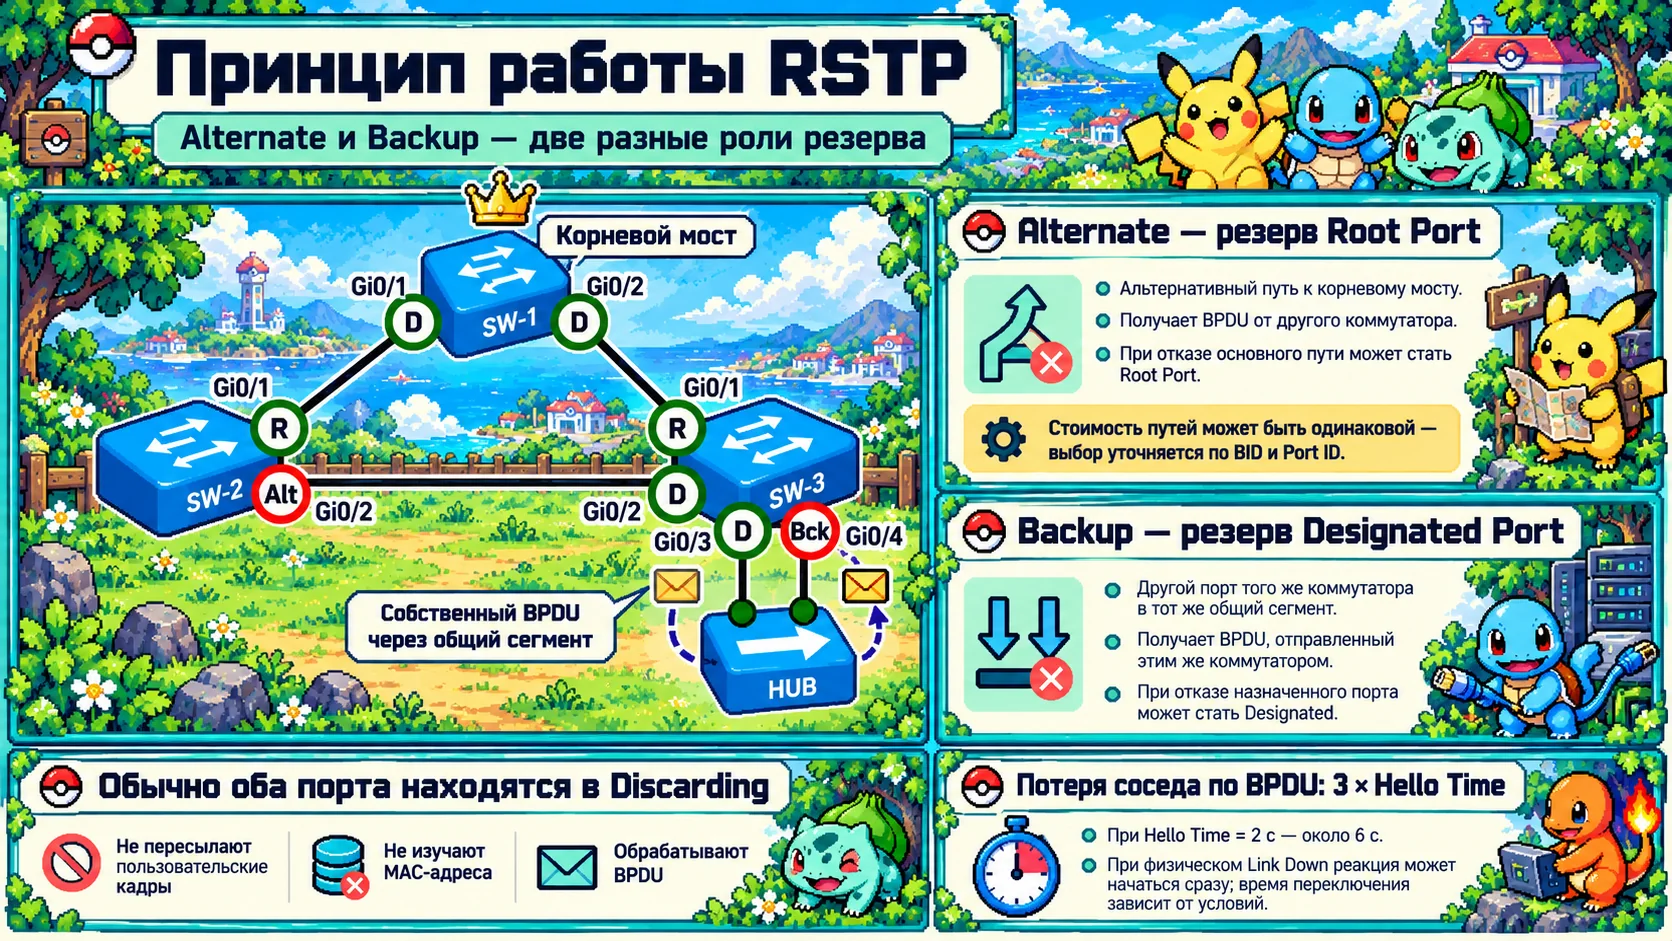 Принцип работы RSTP
Alternate и Backup — две разные роли резерва
Корневой мост
Gi0/1
Gi0/2
D
SW-1
D
Gi0/1
Gi0/1
R
R
SW-2
SW-3
Alt
Gi0/2
Gi0/2
D
Gi0/3
D
Bck
Gi0/4
Собственный BPDU
через общий сегмент
HUB
Alternate — резерв Root Port
Альтернативный путь к корневому мосту.
Получает BPDU от другого коммутатора.
При отказе основного пути может стать
Root Port.
Стоимость путей может быть одинаковой —
выбор уточняется по BID и Port ID.
Backup — резерв Designated Port
Другой порт того же коммутатора
в тот же общий сегмент.
Получает BPDU, отправленный
этим же коммутатором.
При отказе назначенного порта
может стать Designated.
Обычно оба порта находятся в Discarding
Не пересылают
пользовательские
кадры
Не изучают
MAC-адреса
Обрабатывают
BPDU
Потеря соседа по BPDU: 3 × Hello Time
При Hello Time = 2 с — около 6 с.
При физическом Link Down реакция может
начаться сразу; время переключения
зависит от условий.